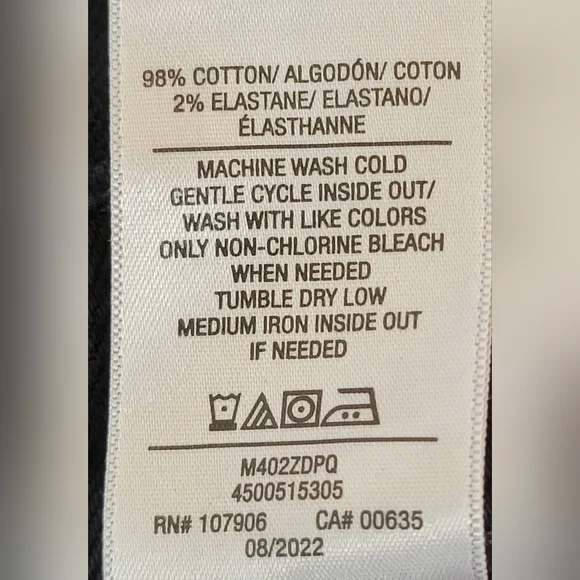 98% COTTON/ ALGODÓN/ COTON
2% ELASTANE/ ELASTANO/
ÉLASTHANNE
MACHINE WASH COLD
GENTLE CYCLE INSIDE OUT/
WASH WITH LIKE COLORS
ONLY NON-CHLORINE BLEACH
WHEN NEEDED
TUMBLE DRY LOW
MEDIUM IRON INSIDE OUT
IF NEEDED
M402ZDPQ
4500515305
RN# 107906 CA# 00635
08/2022